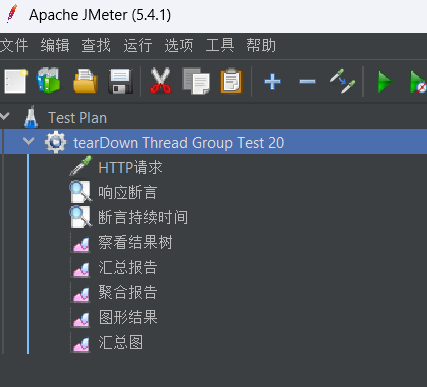 Apache JMeter (5.4.1)
文件 编辑 查找 运行 选项 工具 帮助
Test Plan
tearDown Thread Group Test 20
HTTP请求
响应断言
断言持续时间
察看结果树
汇总报告
聚合报告
图形结果
汇总图